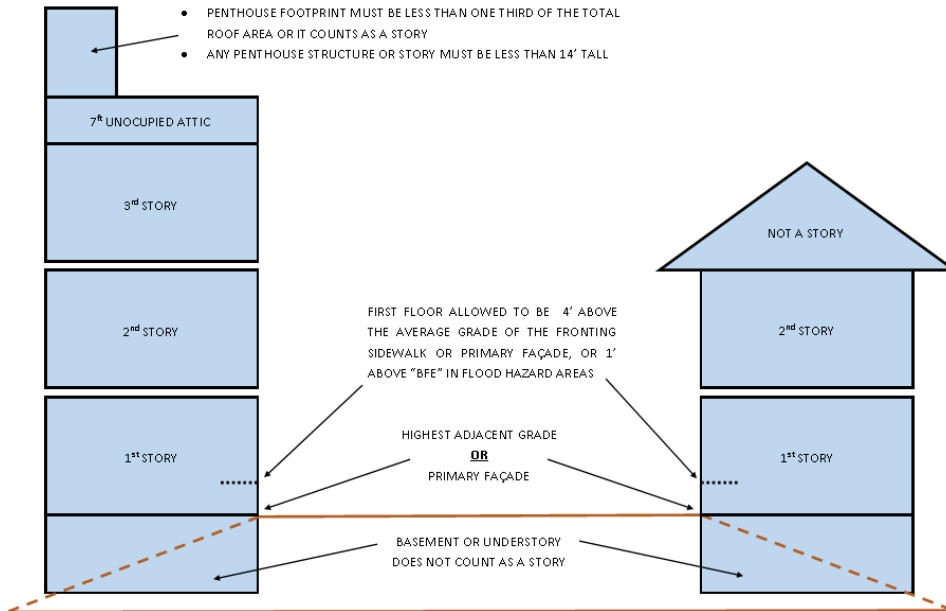 • PENTHOUSE FOOTPRINT MUST BE LESS THAN ONE THIRD OF THE TOTAL
ROOF AREA OR IT COUNTS AS A STORY
• ANY PENTHOUSE STRUCTURE OR STORY MUST BE LESS THAN 14' TALL
7ft UNOCUPIED ATTIC
3rd STORY
NOT A STORY
2nd STORY
FIRST FLOOR ALLOWED TO BE 4' ABOVE
THE AVERAGE GRADE OF THE FRONTING
SIDEWALK OR PRIMARY FAÇADE, OR 1'
ABOVE "BFE" IN FLOOD HAZARD AREAS
2nd STORY
1st STORY
HIGHEST ADJACENT GRADE
OR
PRIMARY FAÇADE
1st STORY
BASEMENT OR UNDERSTORY
DOES NOT COUNT AS A STORY